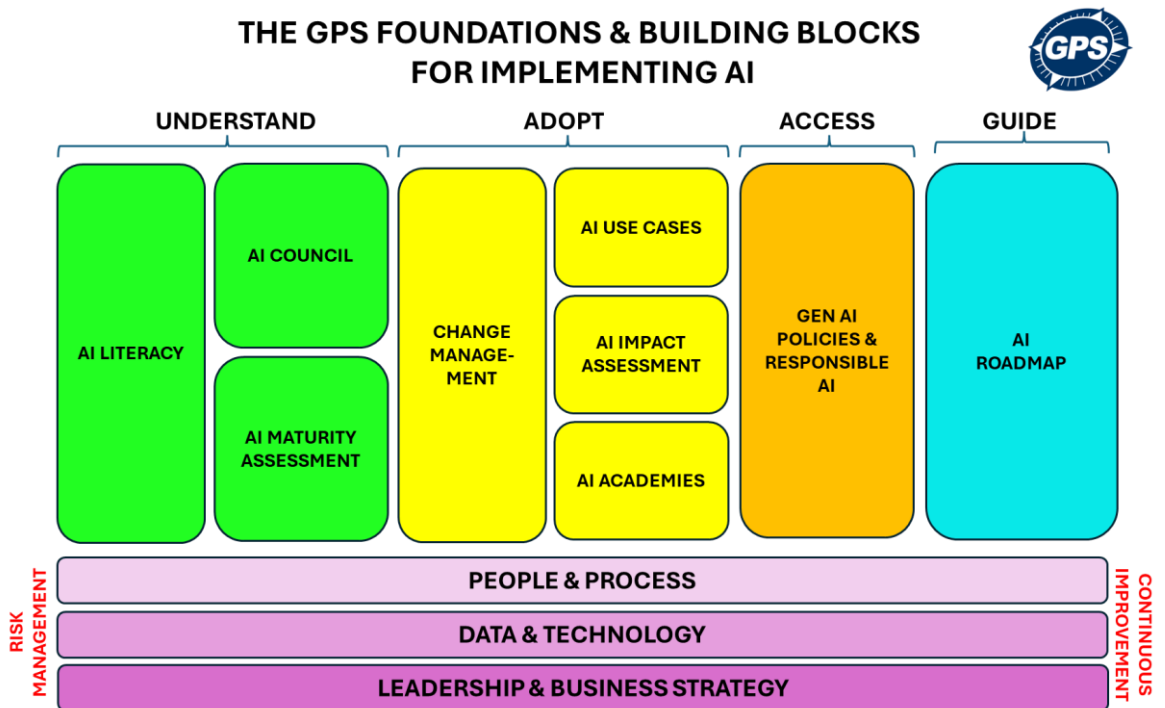 THE GPS FOUNDATIONS & BUILDING BLOCKS
FOR IMPLEMENTING AI
GPS
UNDERSTAND
ADOPT
ACCESS
GUIDE
AI LITERACY
AI COUNCIL
AI MATURITY
ASSESSMENT
CHANGE
MANAGE-
MENT
AI USE CASES
AI IMPACT
ASSESSMENT
AI ACADEMIES
GEN AI
POLICIES &
RESPONSIBLE
AI
AI
ROADMAP
RISK
MANAGEMENT
PEOPLE & PROCESS
DATA & TECHNOLOGY
LEADERSHIP & BUSINESS STRATEGY
CONTINUOUS
IMPROVEMENT